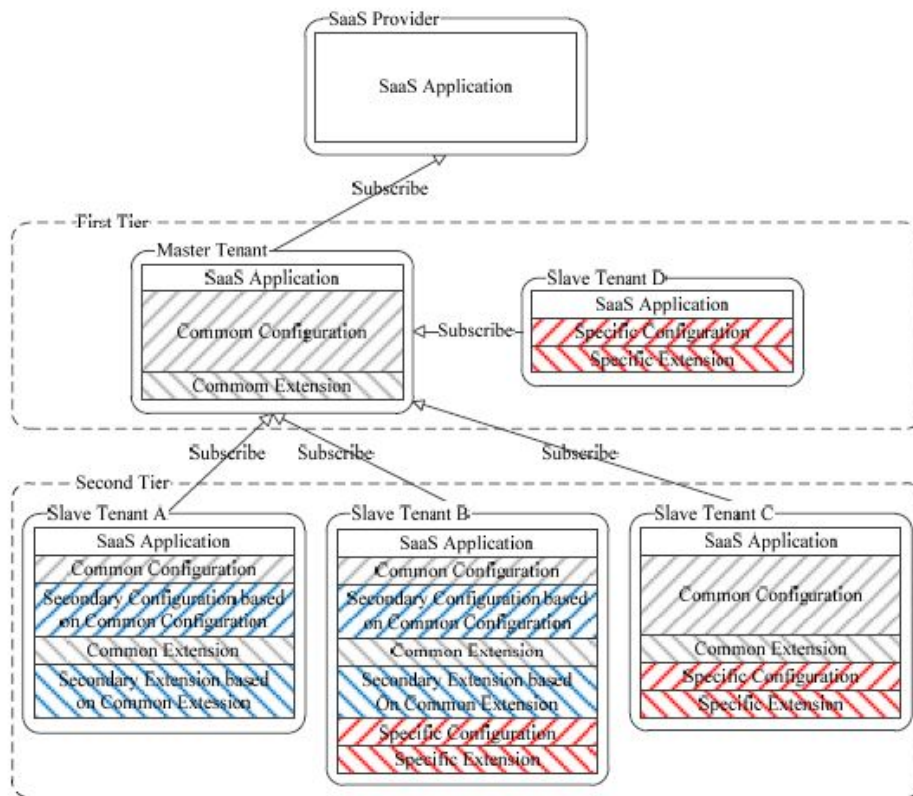 SaaS Provider
SaaS Application
Subscribe
First Tier
Master Tenant
SaaS Application
Commom Configuration
Commom Extension
Subscribe
Slave Tenant D
SaaS Application
Specific Configuration
Specific Extension
Subscribe
Subscribe
Subscribe
Second Tier
Slave Tenant A
SaaS Application
Common Configuration
Secondary Configuration based
on Common Configuration
Common Extension
Secondary Extension based
on Common Extession
Slave Tenant B
SaaS Application
Common Configuration
Secondary Configuration based
on Common Configuration
Common Extension
Secondary Extension based
On Common Extension
Specific Configuration
Specific Extension
Slave Tenant C
SaaS Application
Common Configuration
Common Extension
Specific Configuration
Specific Extension